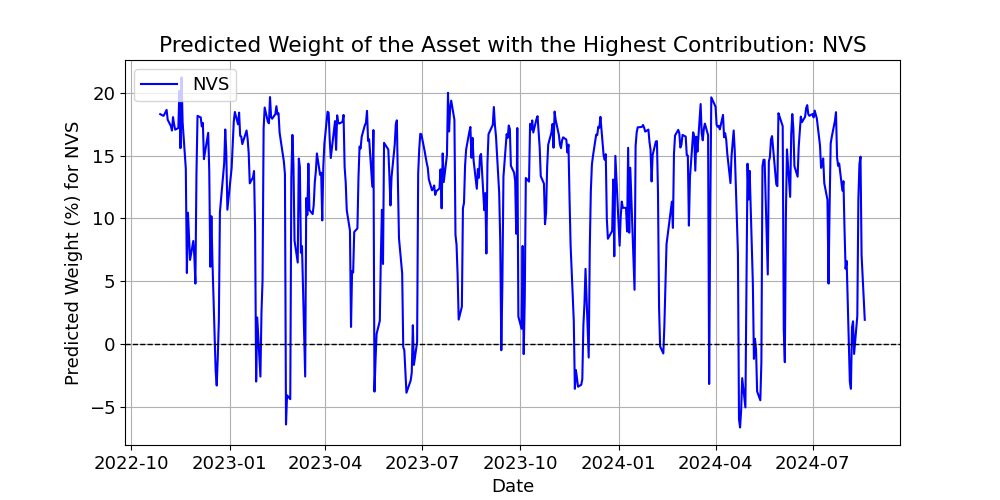 Predicted Weight of the Asset with the Highest Contribution: NVS
NVS
Predicted Weight (%) for NVS
20
15
10
5
0
−5
2022-10 2023-01 2023-04 2023-07 2023-10 2024-01 2024-04 2024-07
Date